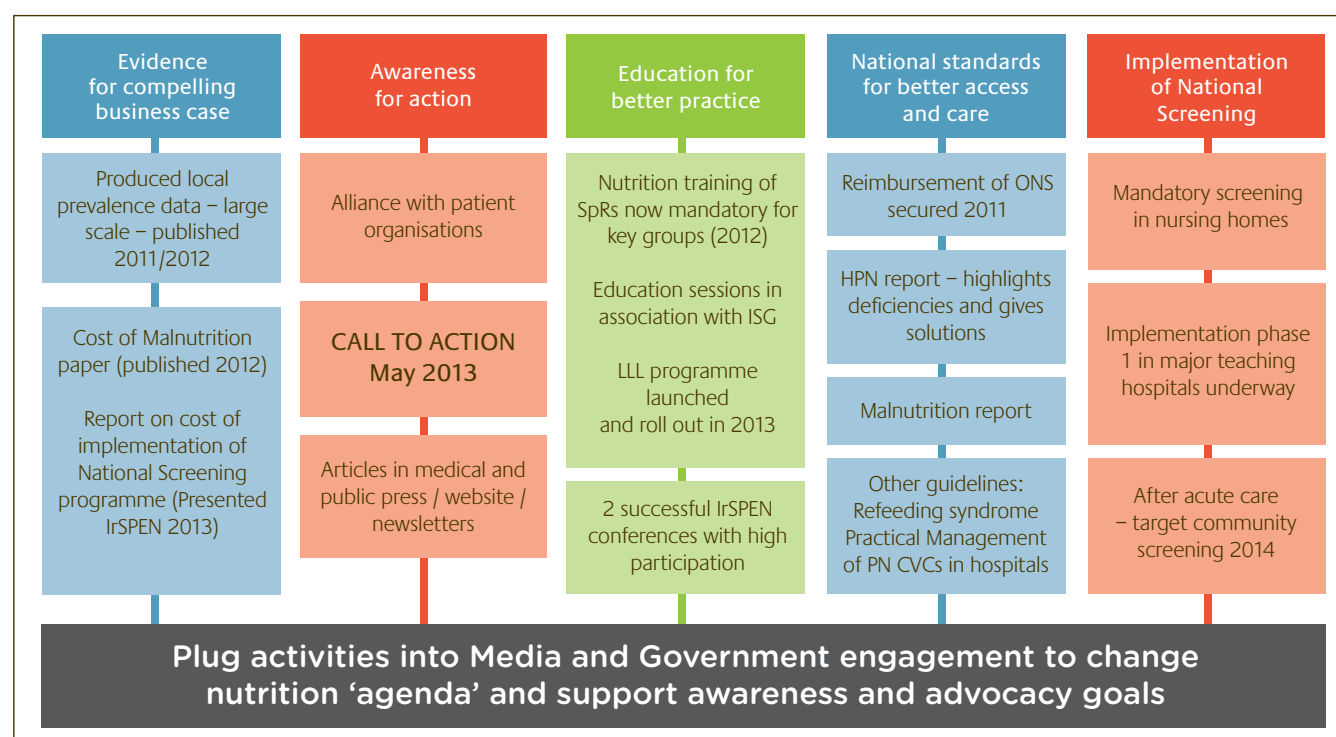 Evidence
for compelling
business case
Produced local
prevalence data – large
scale – published
2011/2012
Cost of Malnutrition
paper (published 2012)
Report on cost of
implementation of
National Screening
programme (Presented
IrSPEN 2013)
Awareness
for action
Alliance with patient
organisations
CALL TO ACTION
May 2013
Articles in medical and
public press / website /
newsletters
Education for
better practice
Nutrition training of
SpRs now mandatory for
key groups (2012)
Education sessions in
association with ISG
LLL programme
launched
and roll out in 2013
2 successful IrSPEN
conferences with high
participation
National standards
for better access
and care
Reimbursement of ONS
secured 2011
HPN report – highlights
deficiencies and gives
solutions
Malnutrition report
Other guidelines:
Refeeding syndrome
Practical Management
of PN CVCs in hospitals
Implementation
of National
Screening
Mandatory screening
in nursing homes
Implementation phase
1 in major teaching
hospitals underway
After acute care
– target community
screening 2014
Plug activities into Media and Government engagement to change
nutrition ‘agenda’ and support awareness and advocacy goals